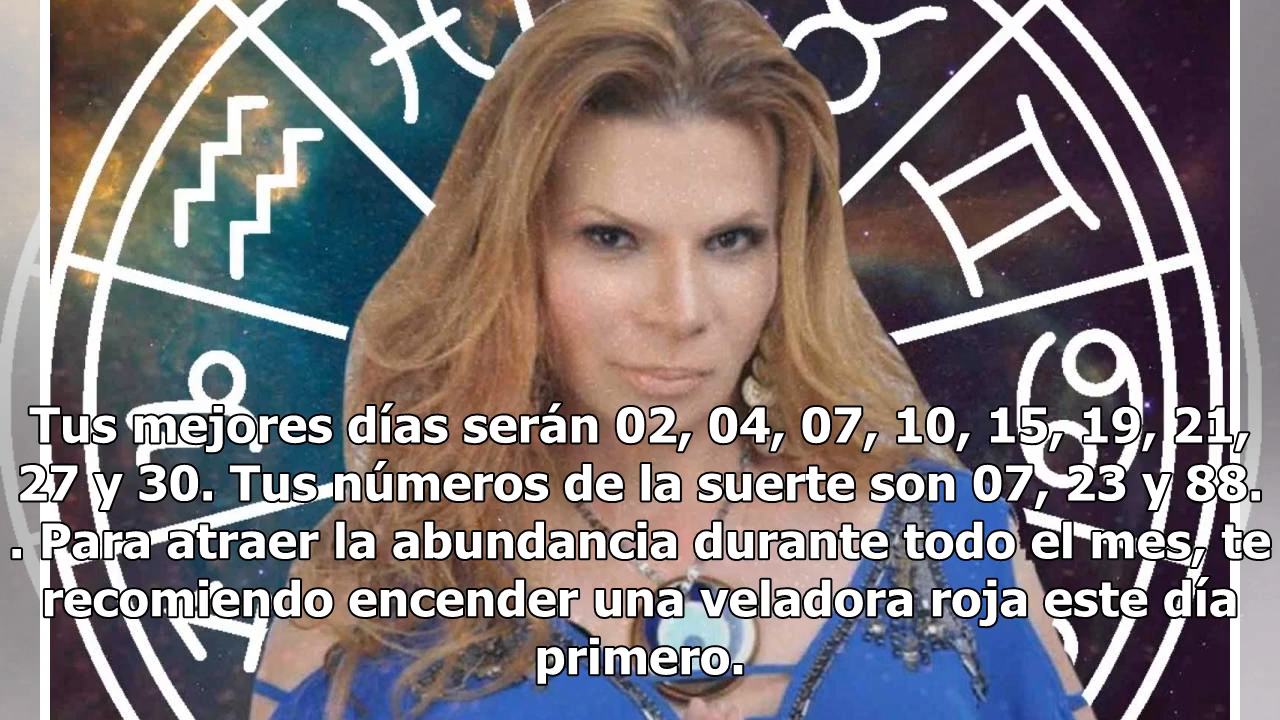 Tus mejores días serán 02, 04, 07, 10, 15, 19, 21,
27 y 30. Tus números de la suerte son 07, 23 y 88.
. Para atraer la abundancia durante todo el mes, te
recomiendo encender una veladora roja este día
primero.